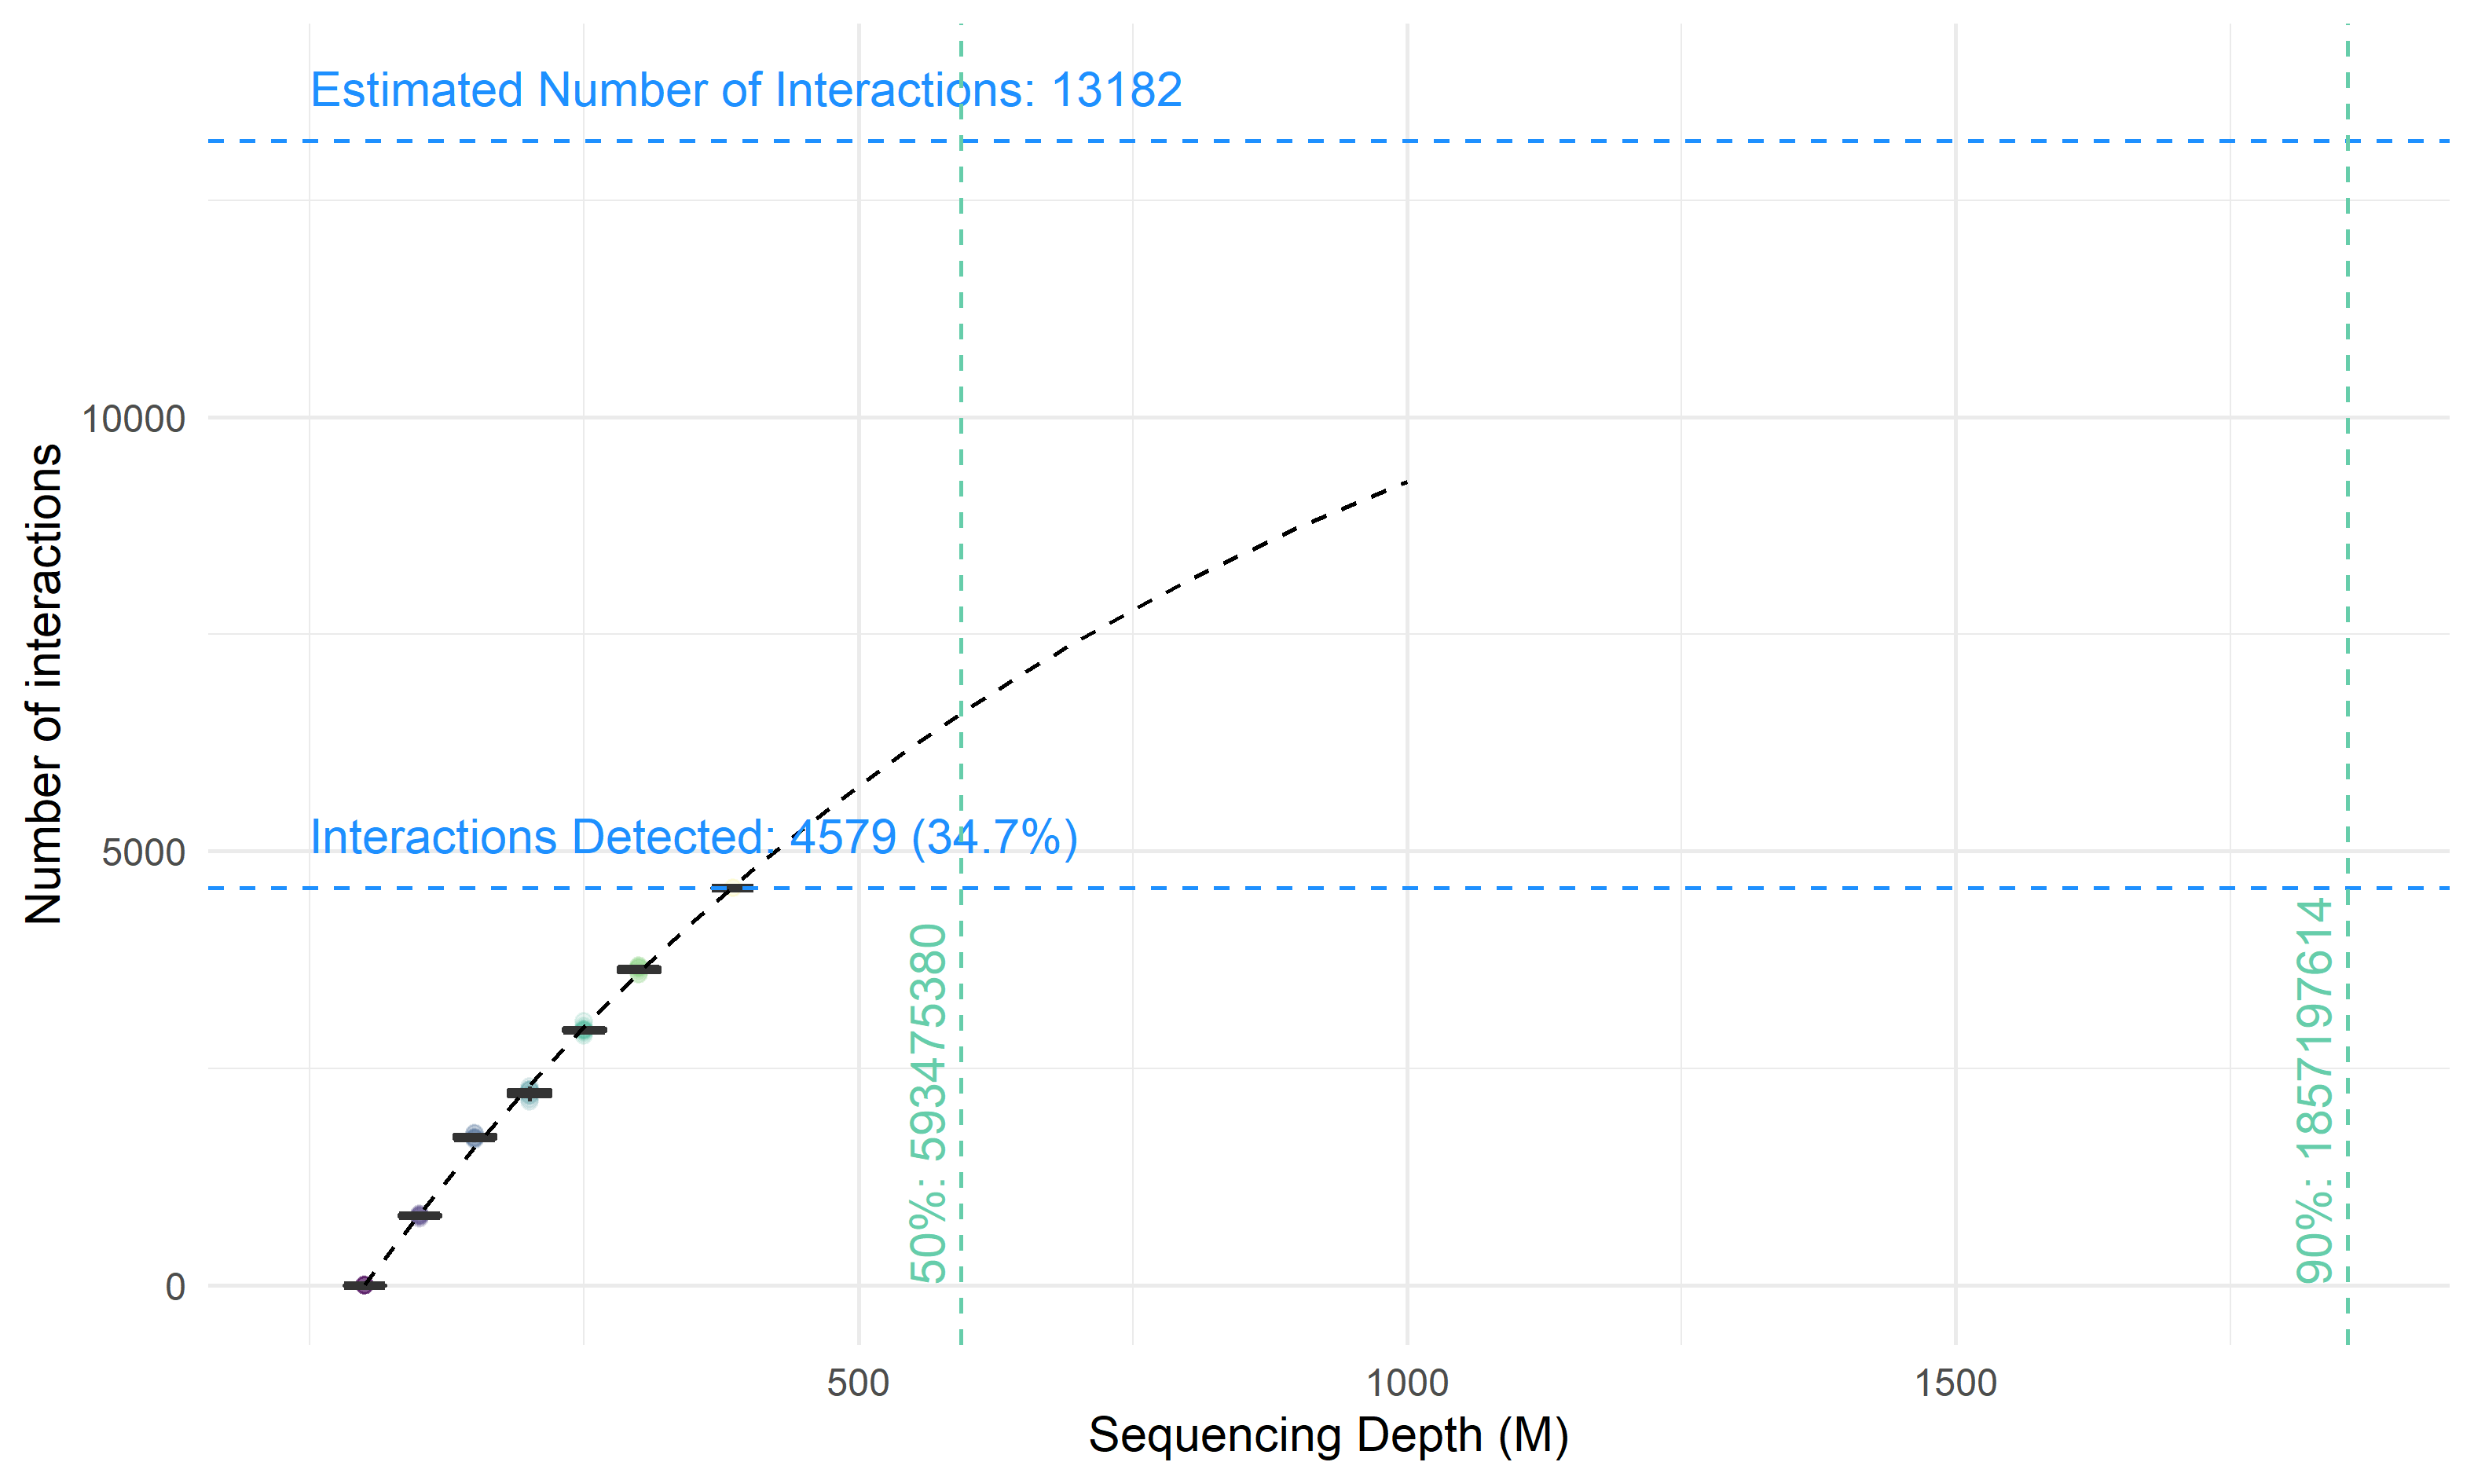 Estimated Number of Interactions: 13182
10000
Number of interactions
Interactions Detected: 4579 (34.7%)
5000
50%: 593475380
90%: 1857197614
0
500
1000
1500
Sequencing Depth (M)